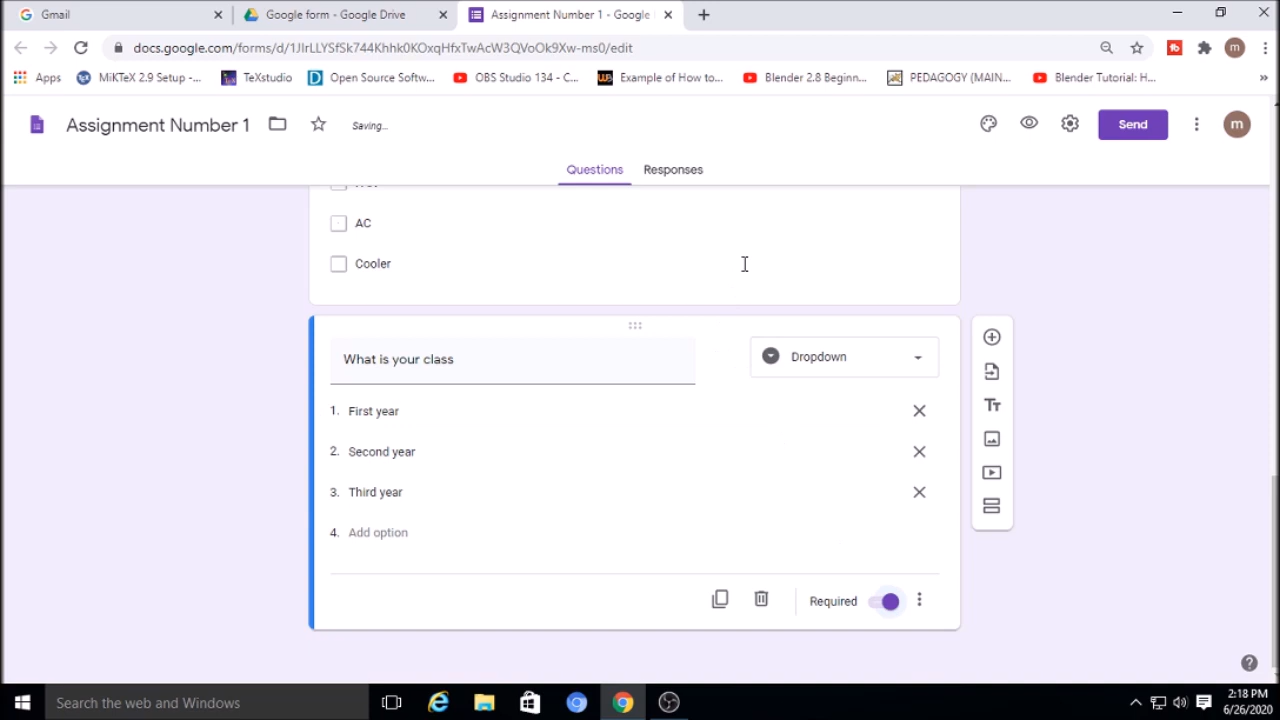 Gmail
Google form - Google Drive
Assignment Number 1 - Google
docs.google.com/forms/d/1JIrLLYSfSk744Khhk0KOxqHfxTwAcW3QVoOk9Xw-ms0/edit
m
Apps
MiKTeX 2.9 Setup -...
TeXstudio
Open Source Softw...
OBS Studio 134 - C...
Example of How to...
Blender 2.8 Beginn...
PEDAGOGY (MAIN...
Blender Tutorial: H...
»
Assignment Number 1
Saving...
Send
m
Questions
Responses
AC
Cooler
What is your class
Dropdown
1. First year
2. Second year
3. Third year
4. Add option
Required
Search the web and Windows
2:18 PM
6/26/2020